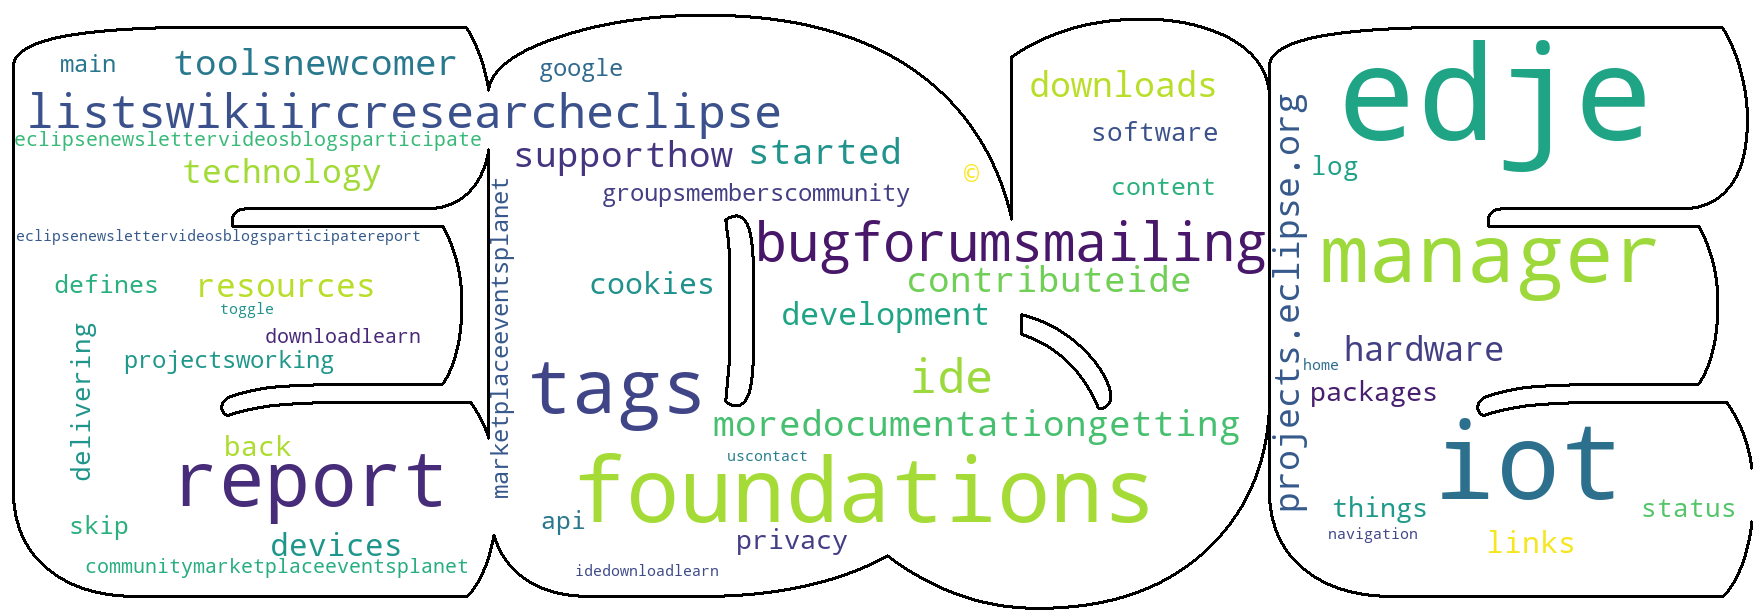 main
toolsnewcomer
listswikiircresearcheclipse
eclipsenewslettervideosblogsparticipate
technology
eclipsenewslettervideosblogsparticipatereport
defines
resources
toggle
downloadlearn
projectsworking
delivering
back
report
skip
devices
communitymarketplaceeventsplanet
google
supporthow
started
©
groupsmemberscommunity
marketplaceeventsplanet
bugforumsmailing
cookies
contributeide
development
tags
ide
moredocumentationgetting
uscontact
foundations
api
privacy
idedownloadlearn
downloads
software
content
projects.eclipse.org
edje
log
manager
hardware
home
packages
iot
things
status
navigation
links